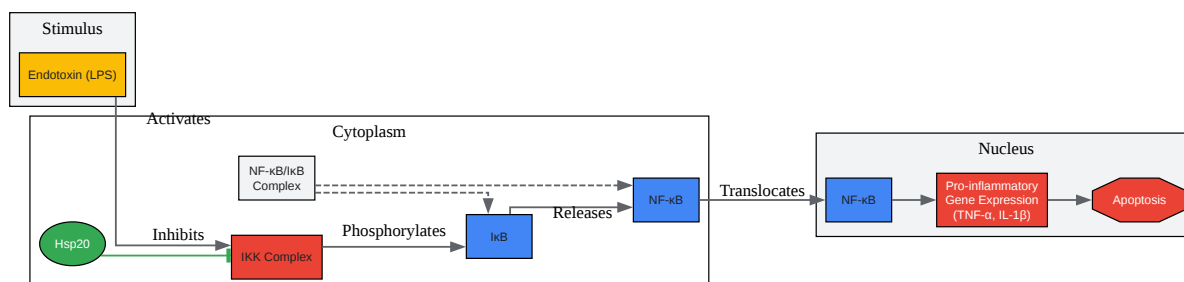 Stimulus
Endotoxin (LPS)
Activates
Cytoplasm
NF-κB/IκB
Complex
Hsp20
Inhibits
IKK Complex
Phosphorylates
IκB
Releases
NF-κB
Translocates
Nucleus
NF-κB
Pro-inflammatory
Gene Expression
(TNF-α, IL-1β)
Apoptosis